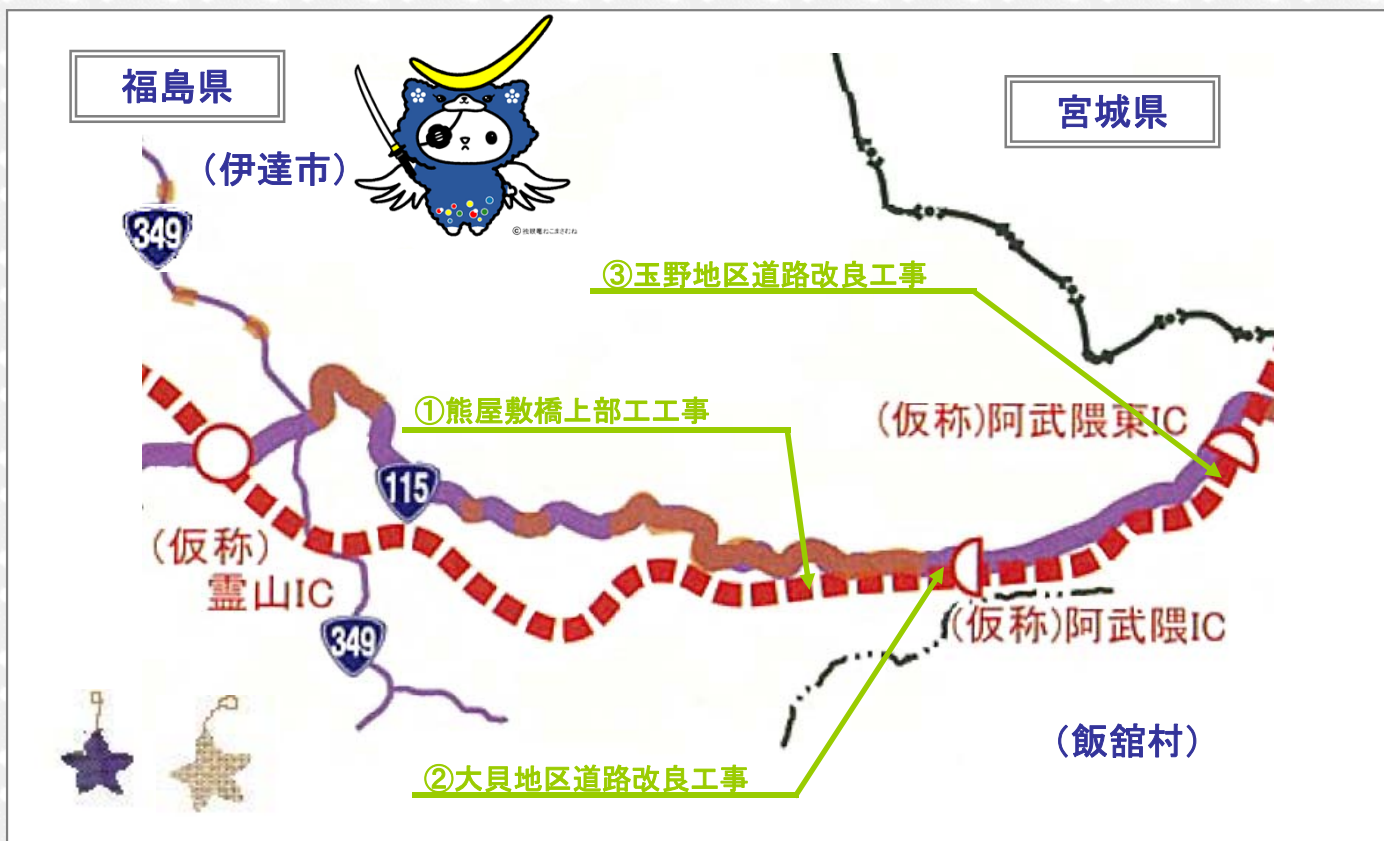 福島県
(伊達市)
宮城県
349
③玉野地区道路改良工事
①熊屋敷橋上部工工事
(仮称)阿武隈東IC
115
(仮称)
霊山IC
349
(仮称)阿武隈IC
(飯舘村)
②大貝地区道路改良工事